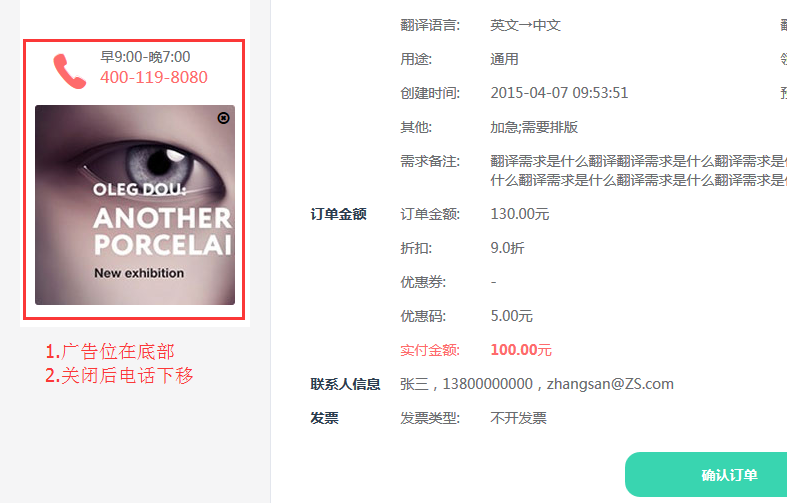 早9:00-晚7:00
400-119-8080
OLEG DOU:
ANOTHER
PORCELAI
New exhibition
1.广告位在底部
2.关闭后电话下移
翻译语言: 英文→中文
用途: 通用
创建时间: 2015-04-07 09:53:51
其他: 加急;需要排版
需求备注: 翻译需求是什么翻译翻译需求是什么翻译需求是
什么翻译需求是什么翻译需求是什么翻译需求是
订单金额 订单金额: 130.00元
折扣: 9.0折
优惠券: -
优惠码: 5.00元
实付金额: 100.00元
联系人信息 张三，13800000000，zhangsan@ZS.com
发票 发票类型: 不开发票
确认订单